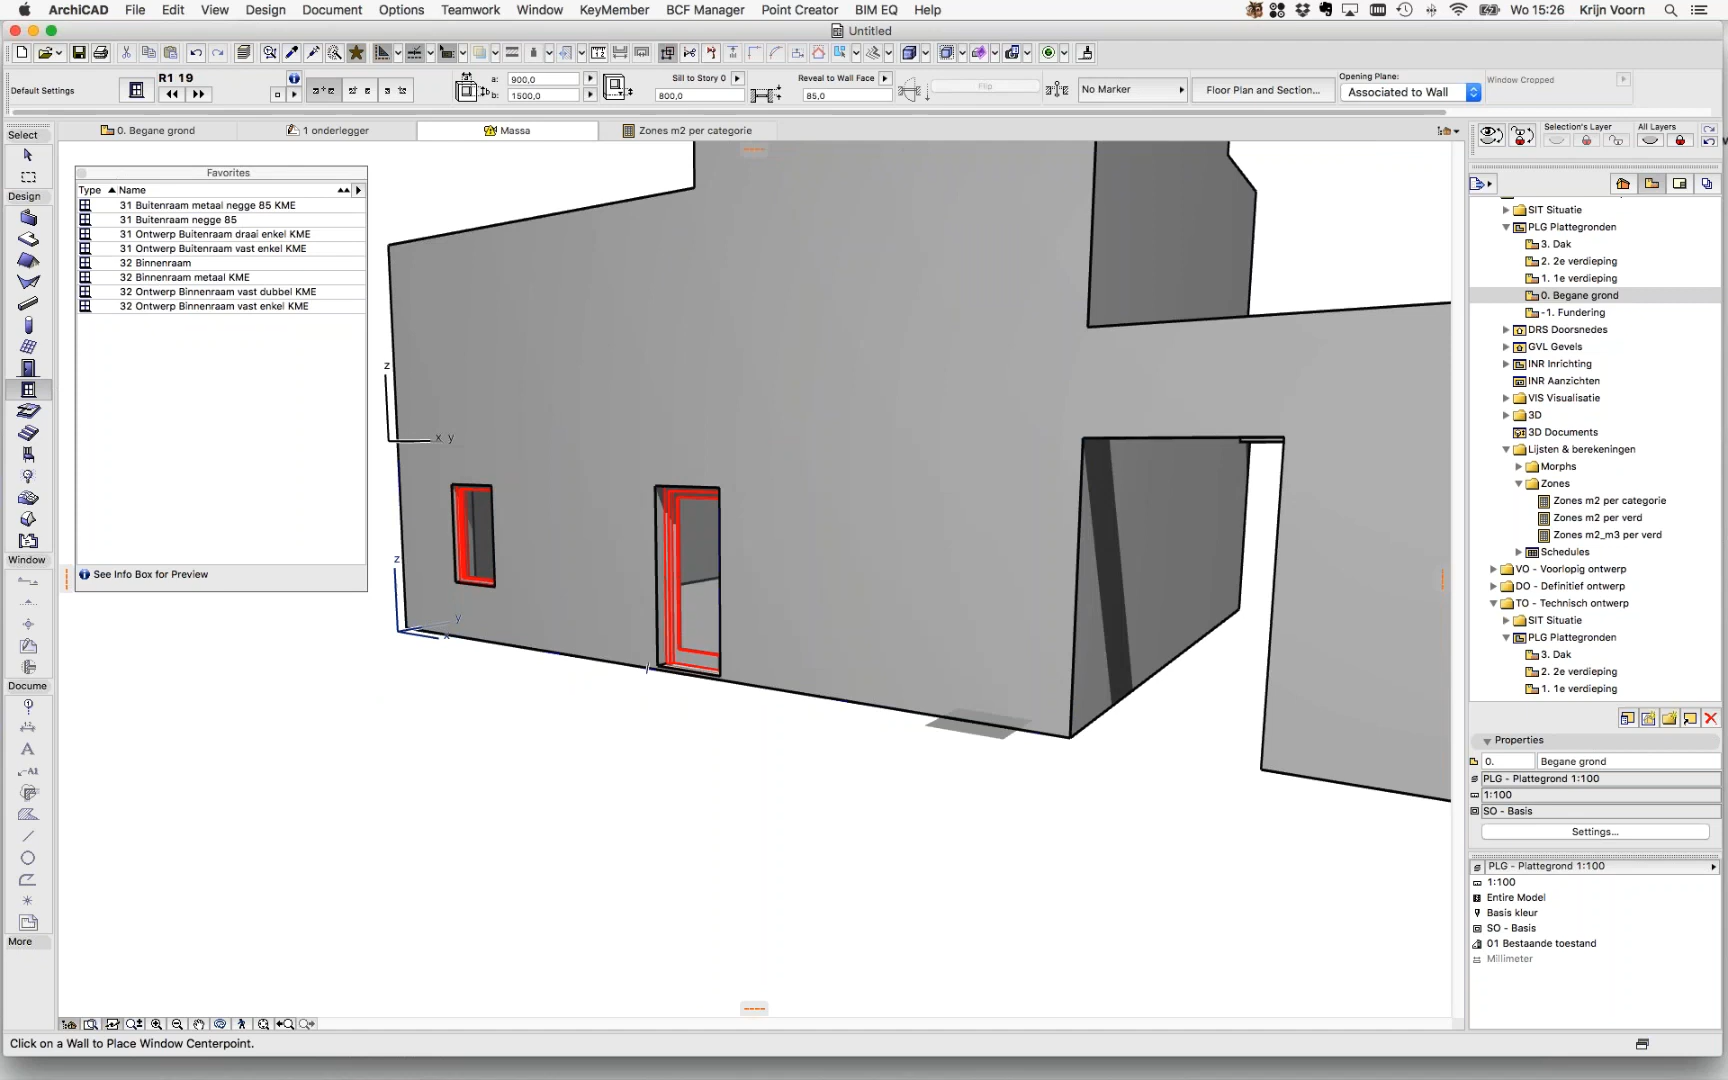 ArchiCAD File Edit View Design Document Options Teamwork Window KeyMember BCF Manager Point Creator BIM EQ Help Wo 15:26 Krijn Voorn
Untitled
Default Settings
R1 19
a: 900,0
b: 1500,0
Sill to Story 0
800,0
Reveal to Wall Face
85,0
Flip
No Marker
Floor Plan and Section...
Opening Plane:
Associated to Wall
Window Cropped
Select
0. Begane grond
1 onderlegger
Massa
Zones m2 per categorie
Selection's Layer
All Layers
Favorites
Type Name
31 Buitenraam metaal negge 85 KME
31 Buitenraam negge 85
31 Ontwerp Buitenraam draai enkel KME
31 Ontwerp Buitenraam vast enkel KME
32 Binnenraam
32 Binnenraam metaal KME
32 Ontwerp Binnenraam vast dubbel KME
32 Ontwerp Binnenraam vast enkel KME
See Info Box for Preview
Design
Window
Docume
A
A1
More
z
x y
z
y
x
SIT Situatie
PLG Plattegronden
3. Dak
2. 2e verdieping
1. 1e verdieping
0. Begane grond
-1. Fundering
DRS Doorsnedes
GVL Gevels
INR Inrichting
INR Aanzichten
VIS Visualisatie
3D
3D Documents
Lijsten & berekeningen
Morphs
Zones
Zones m2 per categorie
Zones m2 per verd
Zones m2_m3 per verd
Schedules
VO - Voorlopig ontwerp
DO - Definitief ontwerp
TO - Technisch ontwerp
SIT Situatie
PLG Plattegronden
3. Dak
2. 2e verdieping
1. 1e verdieping
Properties
0. Begane grond
PLG - Plattegrond 1:100
1:100
SO - Basis
Settings...
PLG - Plattegrond 1:100
1:100
Entire Model
Basis kleur
SO - Basis
01 Bestaande toestand
Millimeter
Click on a Wall to Place Window Centerpoint.